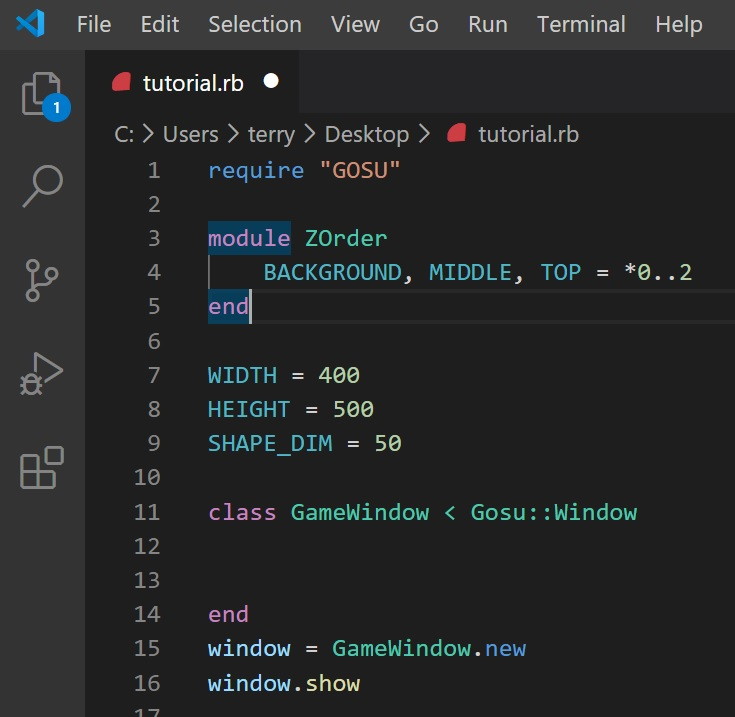 File Edit Selection View Go Run Terminal Help
tutorial.rb
1
C: > Users > terry > Desktop > tutorial.rb
1 require "GOSU"
2
3 module ZOrder
4 BACKGROUND, MIDDLE, TOP = *0..2
5 end
6
7 WIDTH = 400
8 HEIGHT = 500
9 SHAPE_DIM = 50
10
11 class GameWindow < Gosu::Window
12
13
14 end
15 window = GameWindow.new
16 window.show
17